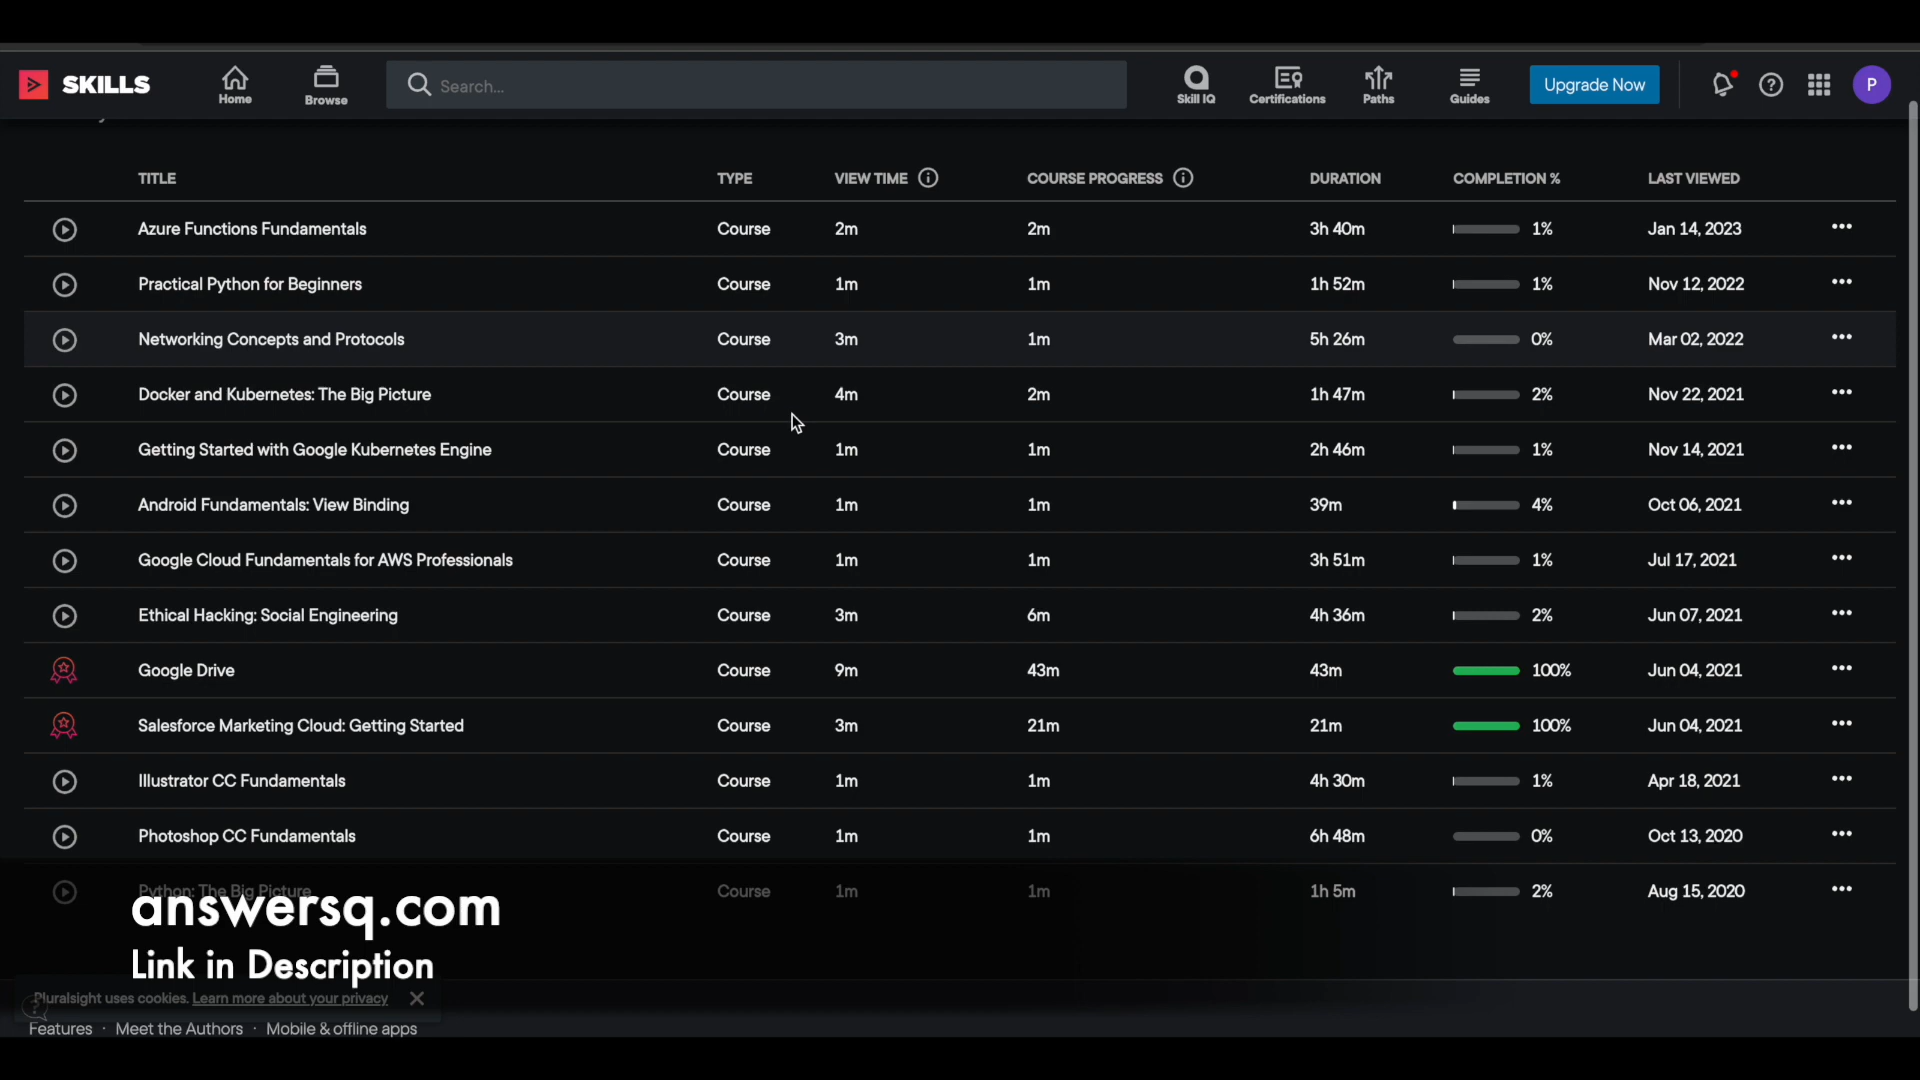 SKILLS
Home
Browse
Search...
Skill IQ
Certifications
Paths
Guides
Upgrade Now
P
TITLE TYPE VIEW TIME COURSE PROGRESS DURATION COMPLETION % LAST VIEWED
Azure Functions Fundamentals Course 2m 2m 3h 40m 1% Jan 14, 2023
Practical Python for Beginners Course 1m 1m 1h 52m 1% Nov 12, 2022
Networking Concepts and Protocols Course 3m 1m 5h 26m 0% Mar 02, 2022
Docker and Kubernetes: The Big Picture Course 4m 2m 1h 47m 2% Nov 22, 2021
Getting Started with Google Kubernetes Engine Course 1m 1m 2h 46m 1% Nov 14, 2021
Android Fundamentals: View Binding Course 1m 1m 39m 4% Oct 06, 2021
Google Cloud Fundamentals for AWS Professionals Course 1m 1m 3h 51m 1% Jul 17, 2021
Ethical Hacking: Social Engineering Course 3m 6m 4h 36m 2% Jun 07, 2021
Google Drive Course 9m 43m 43m 100% Jun 04, 2021
Salesforce Marketing Cloud: Getting Started Course 3m 21m 21m 100% Jun 04, 2021
Illustrator CC Fundamentals Course 1m 1m 4h 30m 1% Apr 18, 2021
Photoshop CC Fundamentals Course 1m 1m 6h 48m 0% Oct 13, 2020
Python: The Big Picture Course 1m 1m 1h 5m 2% Aug 15, 2020
answersq.com
Link in Description
Pluralsight uses cookies. Learn more about your privacy
Features · Meet the Authors · Mobile & offline apps